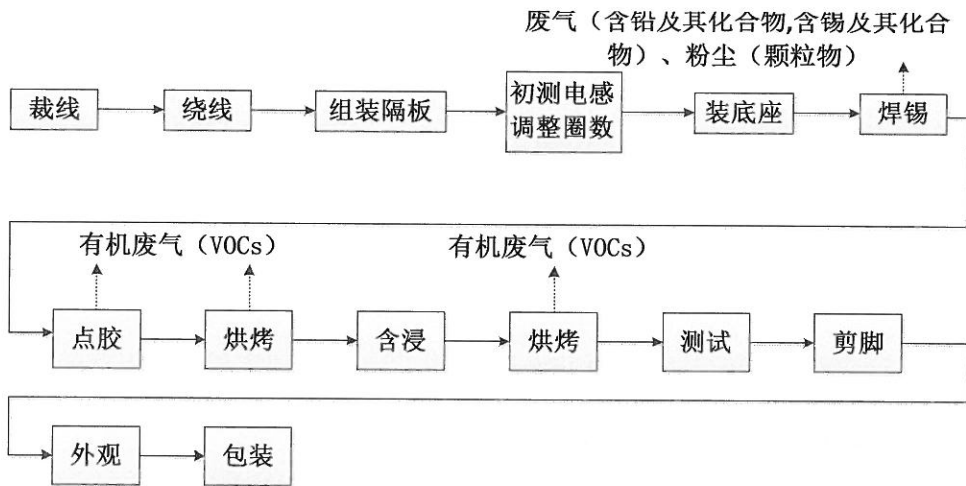 废气（含铅及其化合物,含锡及其化合
物）、粉尘（颗粒物）
裁线
绕线
组装隔板
初测电感
调整圈数
装底座
焊锡
有机废气（VOCs）
有机废气（VOCs）
点胶
烘烤
含浸
烘烤
测试
剪脚
外观
包装